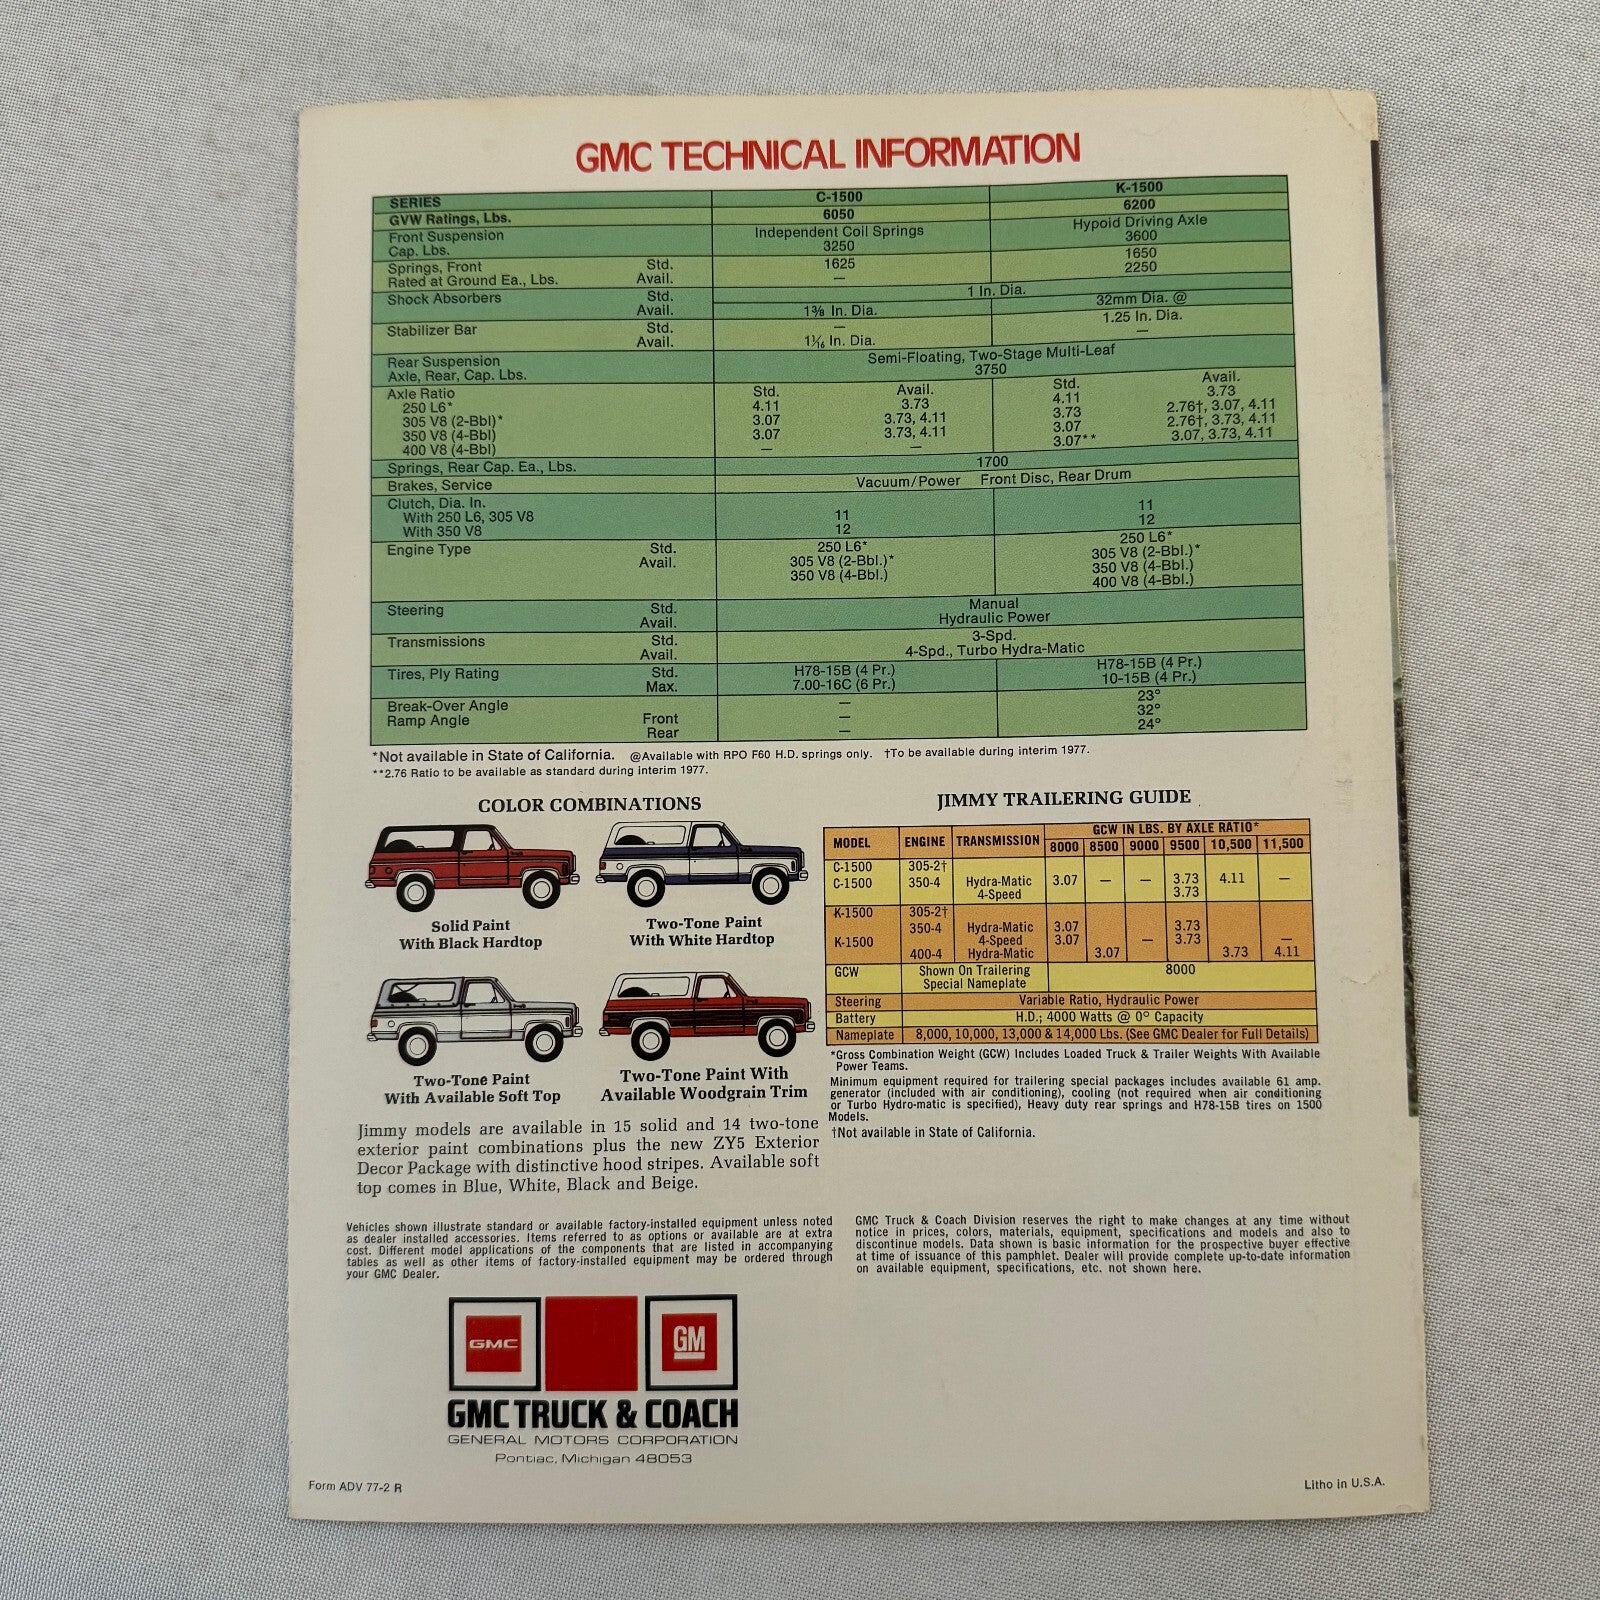 GMC TECHNICAL INFORMATION
SERIES C-1500 K-1500
GVW Ratings, Lbs. 6050 6200
Front Suspension Independent Coil Springs Hypoid Driving Axle
Cap. Lbs. 3250 3600
Springs, Front Std. 1625 1650
Rated at Ground Ea., Lbs. Avail. — 2250
Shock Absorbers Std. 1 In. Dia.
Avail. 1⅜ In. Dia. 32mm Dia. @
Stabilizer Bar Std. — 1.25 In. Dia.
Avail. 1 1/16 In. Dia. —
Rear Suspension Semi-Floating, Two-Stage Multi-Leaf
Axle, Rear, Cap. Lbs. 3750
Axle Ratio Std. Avail. Std. Avail.
250 L6* 4.11 3.73 4.11 3.73
305 V8 (2-Bbl)* 3.07 3.73, 4.11 3.73 2.76†, 3.07, 4.11
350 V8 (4-Bbl) 3.07 3.73, 4.11 3.07 2.76†, 3.73, 4.11
400 V8 (4-Bbl) — — 3.07** 3.07, 3.73, 4.11
Springs, Rear Cap. Ea., Lbs. 1700
Brakes, Service Vacuum/Power Front Disc, Rear Drum
Clutch, Dia. In.
With 250 L6, 305 V8 11 11
With 350 V8 12 12
Engine Type Std. 250 L6* 250 L6*
Avail. 305 V8 (2-Bbl.)* 305 V8 (2-Bbl.)*
350 V8 (4-Bbl.) 350 V8 (4-Bbl.)
400 V8 (4-Bbl.)
Steering Std. Manual
Avail. Hydraulic Power
Transmissions Std. 3-Spd.
Avail. 4-Spd., Turbo Hydra-Matic
Tires, Ply Rating Std. H78-15B (4 Pr.) H78-15B (4 Pr.)
Max. 7.00-16C (6 Pr.) 10-15B (4 Pr.)
Break-Over Angle — 23°
Ramp Angle Front — 32°
Rear — 24°
*Not available in State of California. @Available with RPO F60 H.D. springs only. †To be available during interim 1977.
**2.76 Ratio to be available as standard during interim 1977.
COLOR COMBINATIONS
Solid Paint
With Black Hardtop
Two-Tone Paint
With White Hardtop
Two-Tone Paint
With Available Soft Top
Two-Tone Paint With
Available Woodgrain Trim
Jimmy models are available in 15 solid and 14 two-tone
exterior paint combinations plus the new ZY5 Exterior
Decor Package with distinctive hood stripes. Available soft
top comes in Blue, White, Black and Beige.
JIMMY TRAILERING GUIDE
MODEL ENGINE TRANSMISSION GCW IN LBS. BY AXLE RATIO*
8000 8500 9000 9500 10,500 11,500
C-1500 305-2†
C-1500 350-4 Hydra-Matic 3.07 — — 3.73 4.11 —
4-Speed 3.73
K-1500 305-2†
350-4 Hydra-Matic 3.07 3.73
K-1500 4-Speed 3.07 — 3.73 —
400-4 Hydra-Matic 3.07 3.73 4.11
GCW Shown On Trailering 8000
Special Nameplate
Steering Variable Ratio, Hydraulic Power
Battery H.D.; 4000 Watts @ 0° Capacity
Nameplate 8,000, 10,000, 13,000 & 14,000 Lbs. (See GMC Dealer for Full Details)
*Gross Combination Weight (GCW) Includes Loaded Truck & Trailer Weights With Available
Power Teams.
Minimum equipment required for trailering special packages includes available 61 amp.
generator (included with air conditioning), cooling (not required when air conditioning
or Turbo Hydro-matic is specified), Heavy duty rear springs and H78-15B tires on 1500
Models.
†Not available in State of California.
Vehicles shown illustrate standard or available factory-installed equipment unless noted
as dealer installed accessories. Items referred to as options or available are at extra
cost. Different model applications of the components that are listed in accompanying
tables as well as other items of factory-installed equipment may be ordered through
your GMC Dealer.
GMC Truck & Coach Division reserves the right to make changes at any time without
notice in prices, colors, materials, equipment, specifications and models and also to
discontinue models. Data shown is basic information for the prospective buyer effective
at time of issuance of this pamphlet. Dealer will provide complete up-to-date information
on available equipment, specifications, etc. not shown here.
GMC GM
GMC TRUCK & COACH
GENERAL MOTORS CORPORATION
Pontiac, Michigan 48053
Form ADV 77-2 R
Litho in U.S.A.